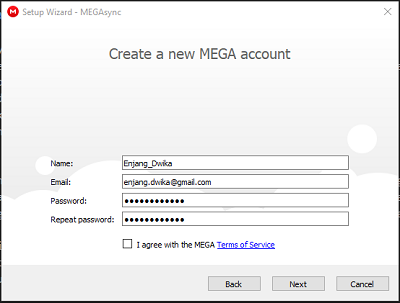 Setup Wizard - MEGAsync
Create a new MEGA account
Name: Enjang_Dwika
Email: enjang.dwika@gmail.com
Password: ●●●●●●●●●●●●
Repeat password: ●●●●●●●●●●●●
I agree with the MEGA Terms of Service
Back Next Cancel